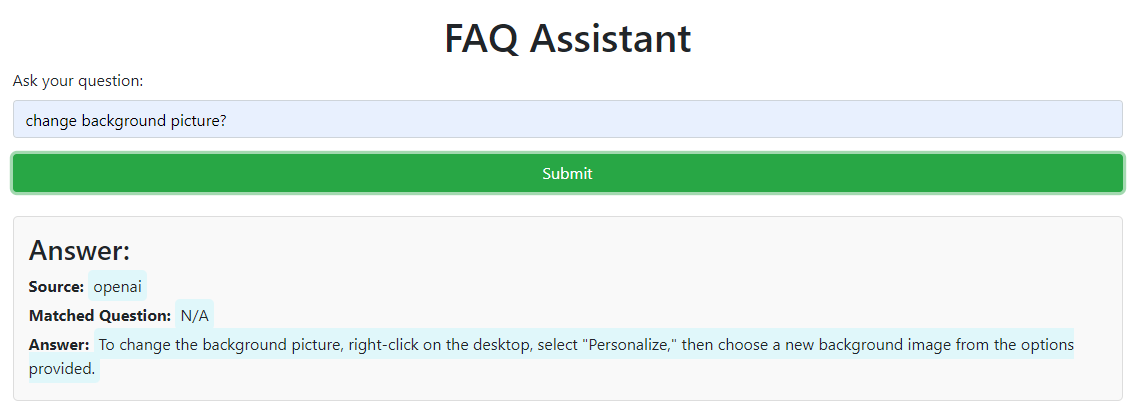 FAQ Assistant
Ask your question:
change background picture?
Submit
Answer:
Source: openai
Matched Question: N/A
Answer: To change the background picture, right-click on the desktop, select "Personalize," then choose a new background image from the options
provided.